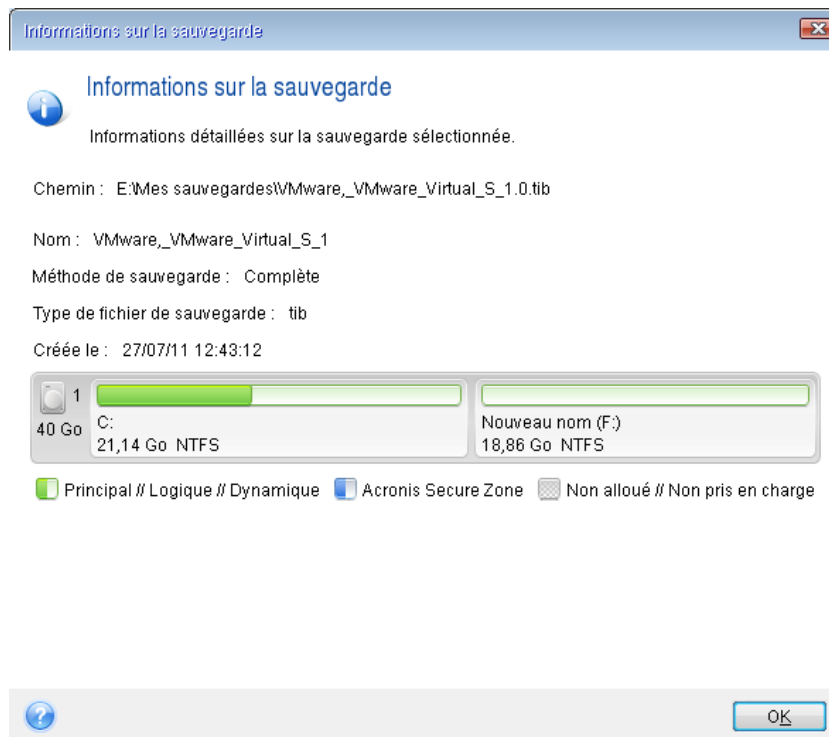 Informations sur la sauvegarde
Informations sur la sauvegarde
Informations détaillées sur la sauvegarde sélectionnée.
Chemin : E:\Mes sauvegardes\VMware,_VMware_Virtual_S_1.0.tib
Nom : VMware,_VMware_Virtual_S_1
Méthode de sauvegarde : Complète
Type de fichier de sauvegarde : tib
Créée le : 27/07/11 12:43:12
1
40 Go
C:
21,14 Go NTFS
Nouveau nom (F:)
18,86 Go NTFS
Principal // Logique // Dynamique
Acronis Secure Zone
Non alloué // Non pris en charge
OK